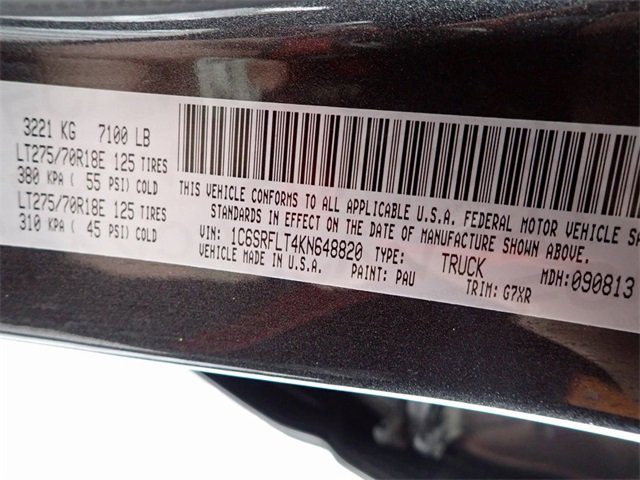 3221 KG 7100 LB
LT275/70R18E 125 TIRES
380 KPA ( 55 PSI) COLD
LT275/70R18E 125 TIRES
310 KPA ( 45 PSI) COLD
THIS VEHICLE CONFORMS TO ALL APPLICABLE U.S.A. FEDERAL MOTOR VEHICLE SA
STANDARDS IN EFFECT ON THE DATE OF MANUFACTURE SHOWN ABOVE.
VIN: 1C6SRFLT4KN648820 TYPE: TRUCK MDH:090813
VEHICLE MADE IN U.S.A. PAINT: PAU TRIM: G7XR